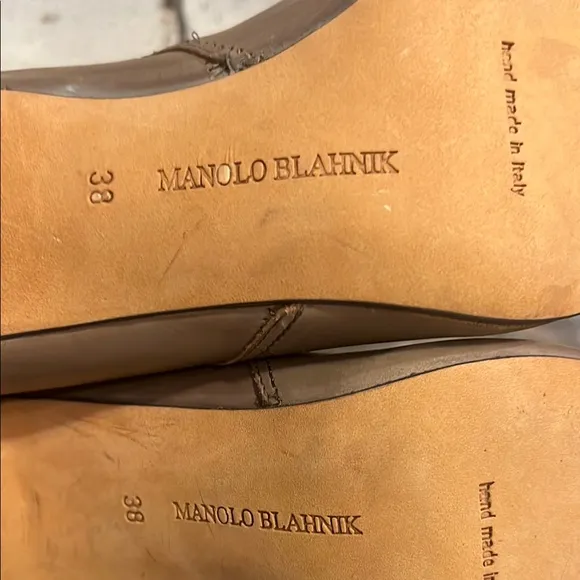 38
MANOLO BLAHNIK
hand made in Italy
38
MANOLO BLAHNIK
hand made in